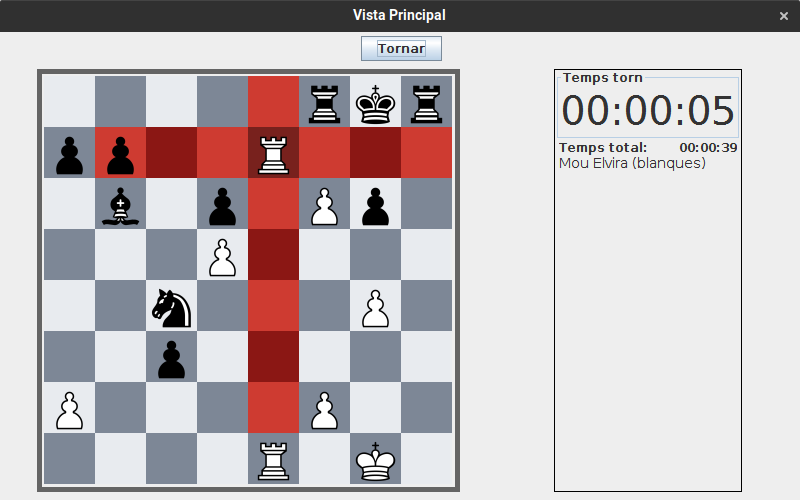 Vista Principal
Tornar
Temps torn
00:00:05
Temps total: 00:00:39
Mou Elvira (blanques)